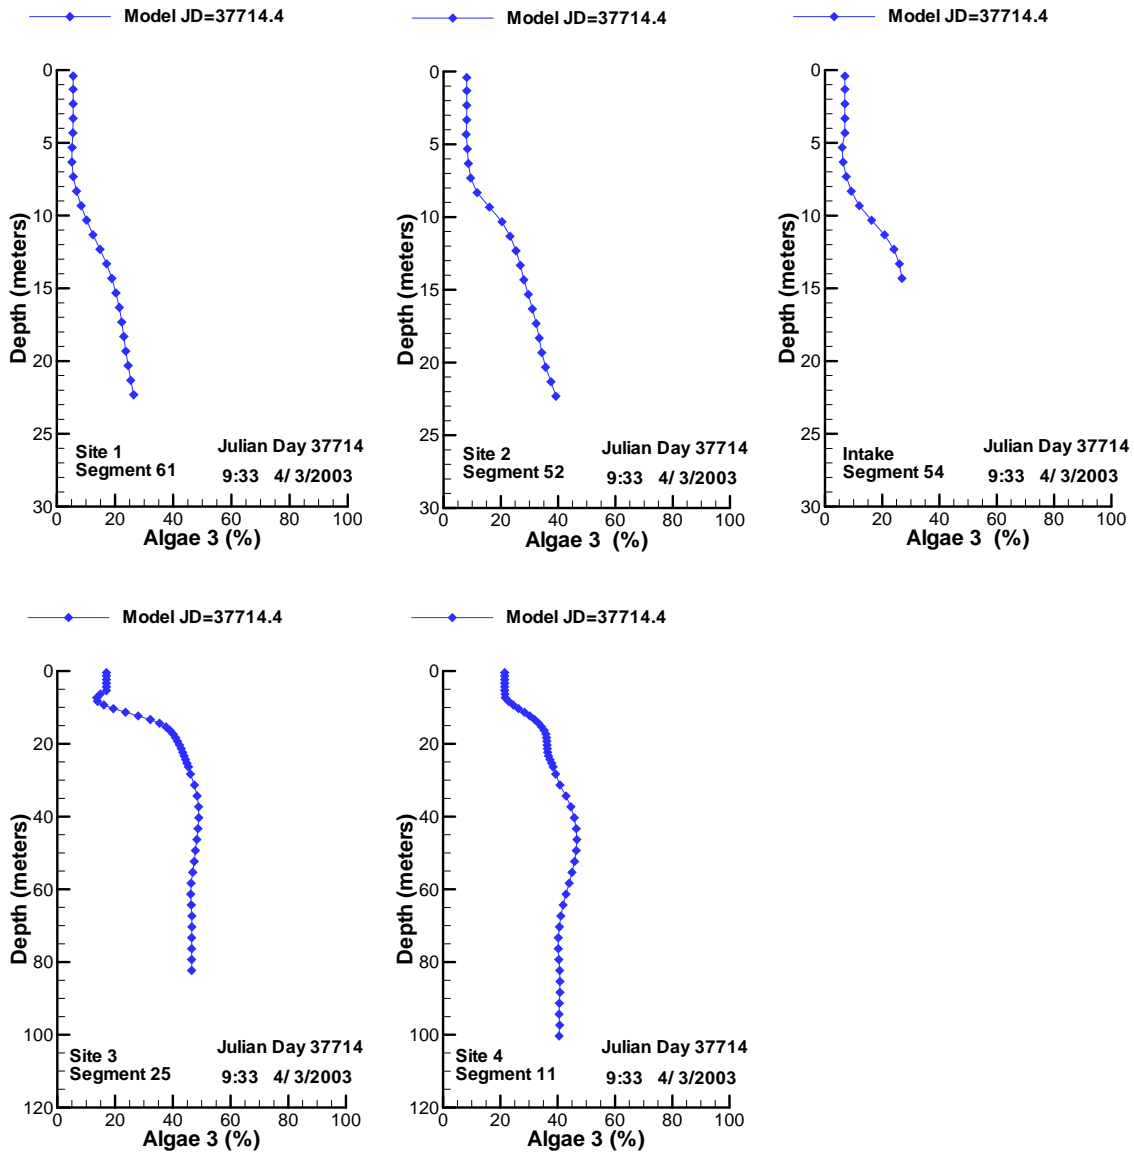 Model JD=37714.4
0
5
10
15
20
25
30
Depth (meters)
Site 1
Segment 61
Julian Day 37714
9:33 4/ 3/2003
0 20 40 60 80 100
Algae 3 (%)
Model JD=37714.4
0
5
10
15
20
25
30
Depth (meters)
Site 2
Segment 52
Julian Day 37714
9:33 4/ 3/2003
0 20 40 60 80 100
Algae 3 (%)
Model JD=37714.4
0
5
10
15
20
25
30
Depth (meters)
Intake
Segment 54
Julian Day 37714
9:33 4/ 3/2003
0 20 40 60 80 100
Algae 3 (%)
Model JD=37714.4
0
20
40
60
80
100
120
Depth (meters)
Site 3
Segment 25
Julian Day 37714
9:33 4/ 3/2003
0 20 40 60 80 100
Algae 3 (%)
Model JD=37714.4
0
20
40
60
80
100
120
Depth (meters)
Site 4
Segment 11
Julian Day 37714
9:33 4/ 3/2003
0 20 40 60 80 100
Algae 3 (%)